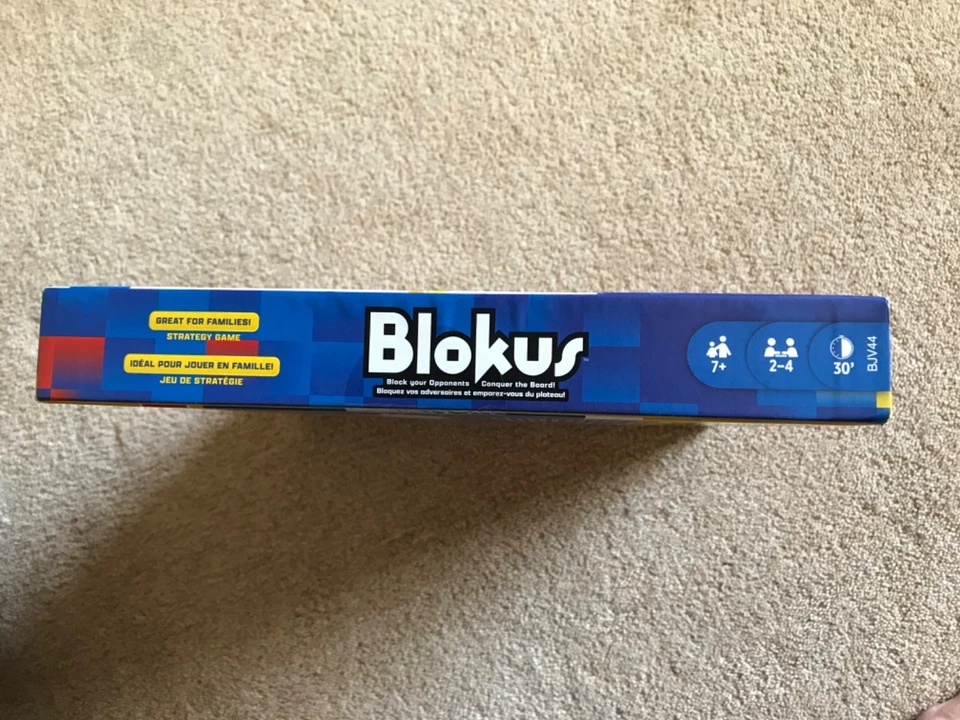 GREAT FOR FAMILIES!
STRATEGY GAME
IDÉAL POUR JOUER EN FAMILLE!
JEU DE STRATÉGIE
Blokus
Block your Opponents Conquer the Board!
Bloquez vos adversaires et emparez-vous du plateau!
7+
2-4
30'
BJV44